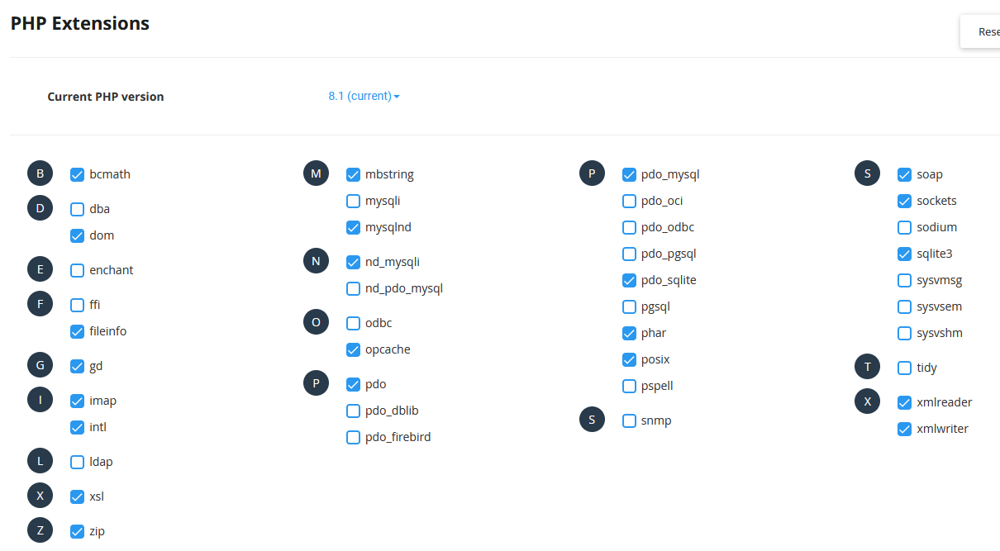 PHP Extensions
Rese
Current PHP version
8.1 (current)
B
bcmath
D
dba
dom
E
enchant
F
ffi
fileinfo
G
gd
I
imap
intl
L
ldap
X
xsl
Z
zip
M
mbstring
mysqli
mysqlnd
N
nd_mysqli
nd_pdo_mysql
O
odbc
opcache
P
pdo
pdo_dblib
pdo_firebird
P
pdo_mysql
pdo_oci
pdo_odbc
pdo_pgsql
pdo_sqlite
pgsql
phar
posix
pspell
S
snmp
S
soap
sockets
sodium
sqlite3
sysvmsg
sysvsem
sysvshm
T
tidy
X
xmlreader
xmlwriter